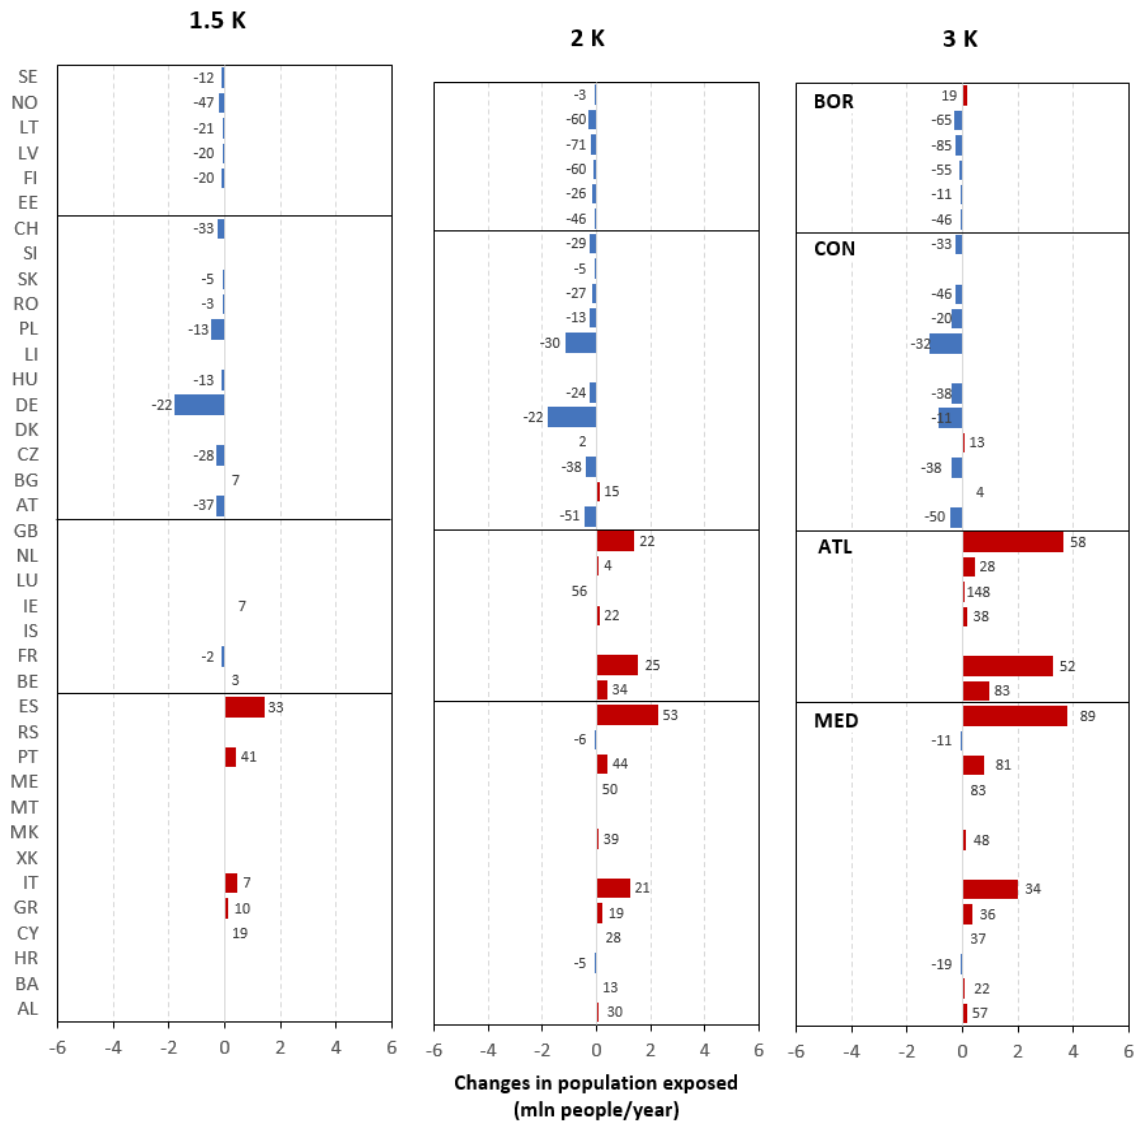 1.5 K
2 K
3 K
SE -12 -3 19 BOR
NO -47 -60 -65
LT -21 -71 -85
LV -20 -60 -55
FI -20 -26 -11
EE -46 -46
CH -33 -29 -33 CON
SI -5
SK -5 -27 -46
RO -3 -13 -20
PL -13 -30 -32
LI
HU -13 -24 -38
DE -22 -22 -11
DK 2 13
CZ -28 -38 -38
BG 7 15 4
AT -37 -51 -50
GB 22 ATL 58
NL 4 28
LU 56 148
IE 7 22 38
IS
FR -2 25 52
BE 3 34 83
ES 33 53 MED 89
RS -6 -11
PT 41 44 81
ME 50 83
MT
MK 39 48
XK
IT 7 21 34
GR 10 19 36
CY 19 28 37
HR -5 -19
BA 13 22
AL 30 57
-6 -4 -2 0 2 4 6
-6 -4 -2 0 2 4 6
-6 -4 -2 0 2 4 6
Changes in population exposed
(mln people/year)